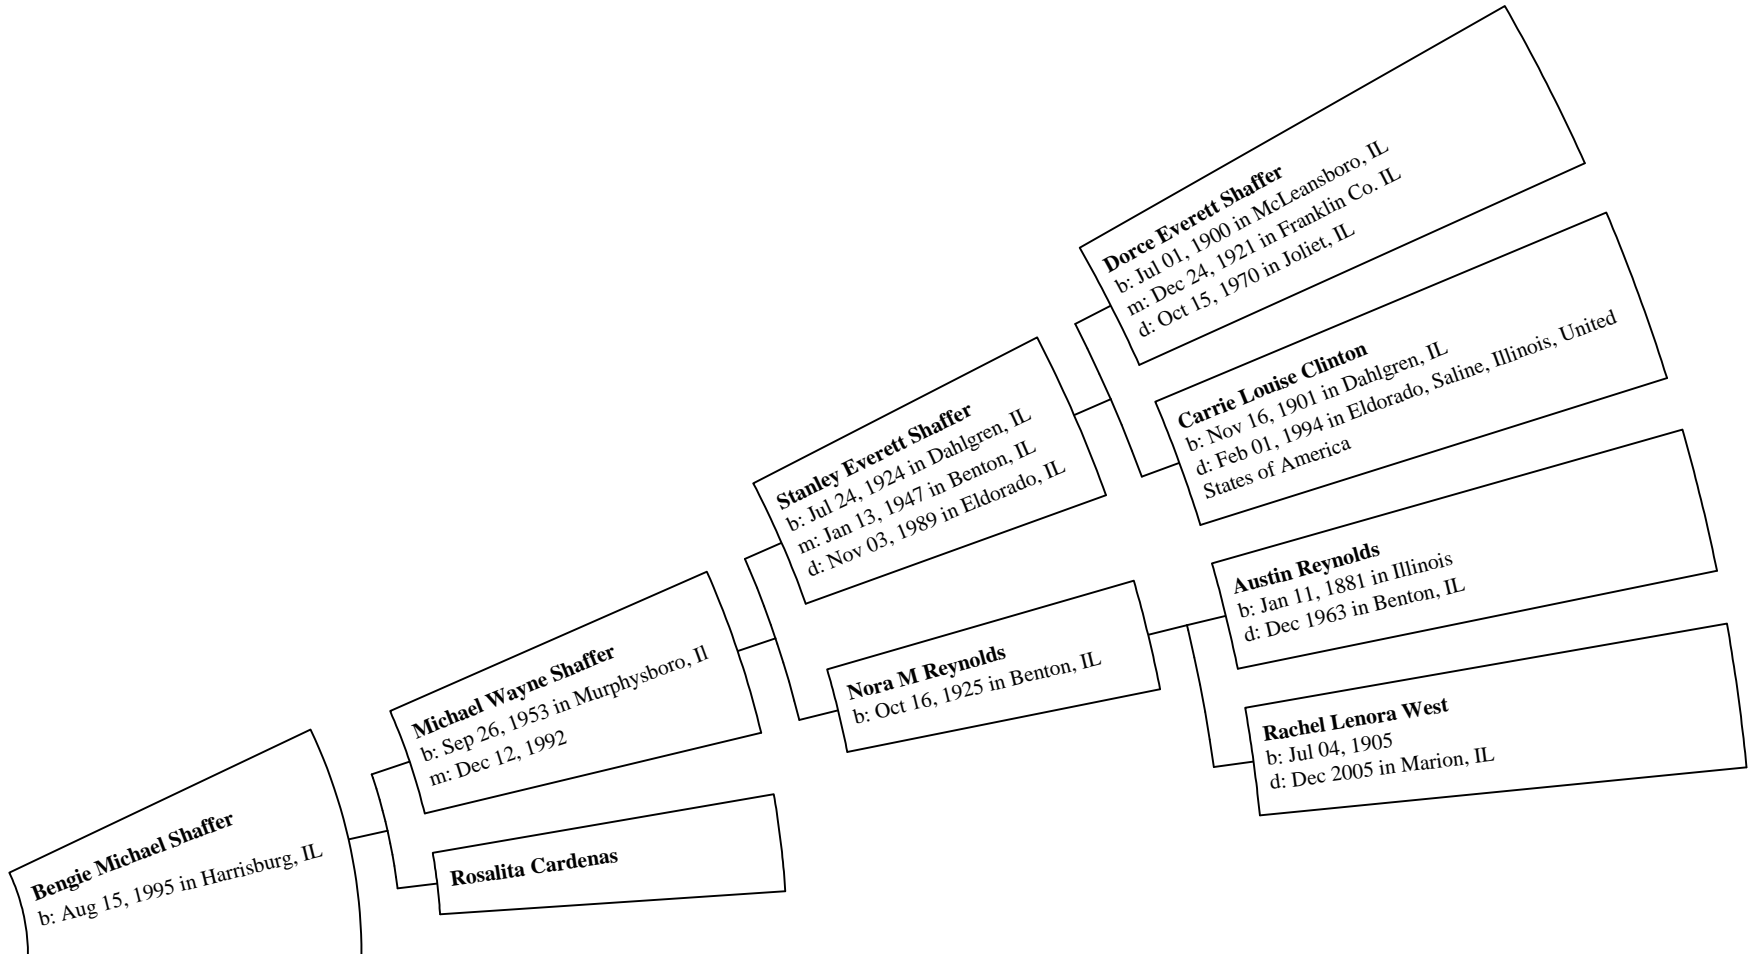 Dorce Everett Shaffer
b: Jul 01, 1900 in McLeansboro, IL
m: Dec 24, 1921 in Franklin Co. IL
d: Oct 15, 1970 in Joliet, IL
Carrie Louise Clinton
b: Nov 16, 1901 in Dahlgren, IL
d: Feb 01, 1994 in Eldorado, Saline, Illinois, United
States of America
Stanley Everett Shaffer
b: Jul 24, 1924 in Dahlgren, IL
m: Jan 13, 1947 in Benton, IL
d: Nov 03, 1989 in Eldorado, IL
Austin Reynolds
b: Jan 11, 1881 in Illinois
d: Dec 1963 in Benton, IL
Nora M Reynolds
b: Oct 16, 1925 in Benton, IL
Rachel Lenora West
b: Jul 04, 1905
d: Dec 2005 in Marion, IL
Michael Wayne Shaffer
b: Sep 26, 1953 in Murphysboro, Il
m: Dec 12, 1992
Rosalita Cardenas
Bengie Michael Shaffer
b: Aug 15, 1995 in Harrisburg, IL